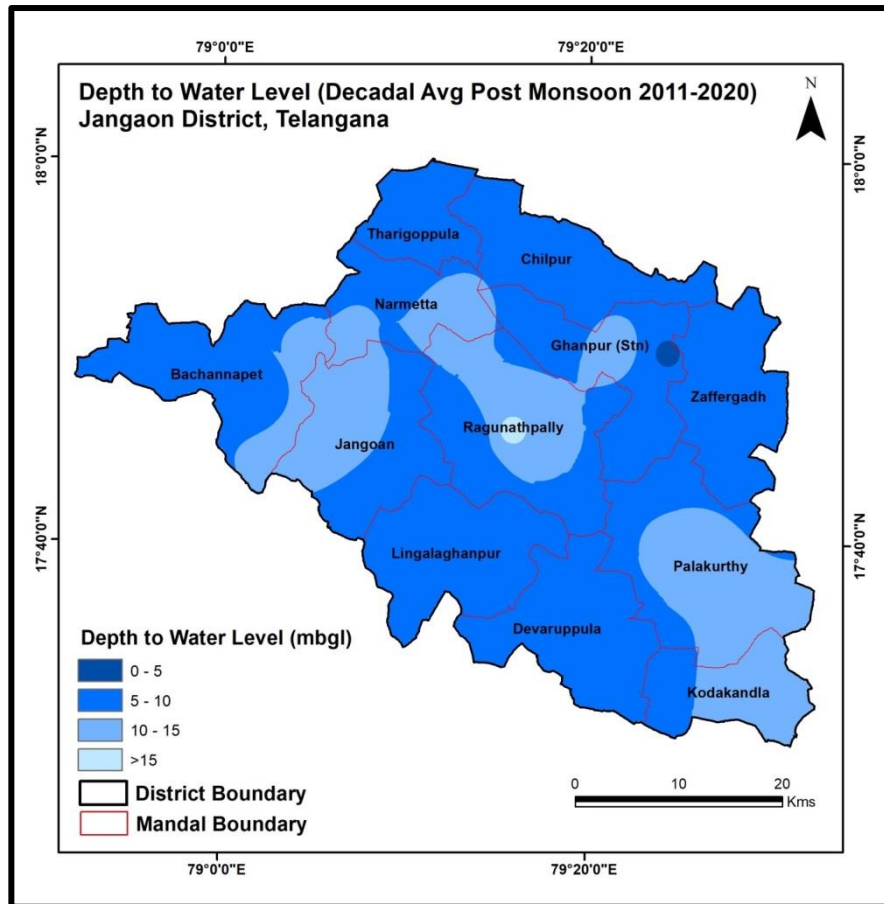 79°0'0"E
79°20'0"E
Depth to Water Level (Decadal Avg Post Monsoon 2011-2020)
Jangaon District, Telangana
N
18°0'0"N
18°0'0"N
Tharigoppula
Chilpur
Narmetta
Ghanpur (Stn)
Bachannapet
Zaffergadh
Ragunathpally
Jangoan
17°40'0"N
17°40'0"N
Lingalaghanpur
Palakurthy
Devaruppula
Kodakandla
Depth to Water Level (mbgl)
0 - 5
5 - 10
10 - 15
>15
District Boundary
Mandal Boundary
0 10 20
Kms
79°0'0"E
79°20'0"E